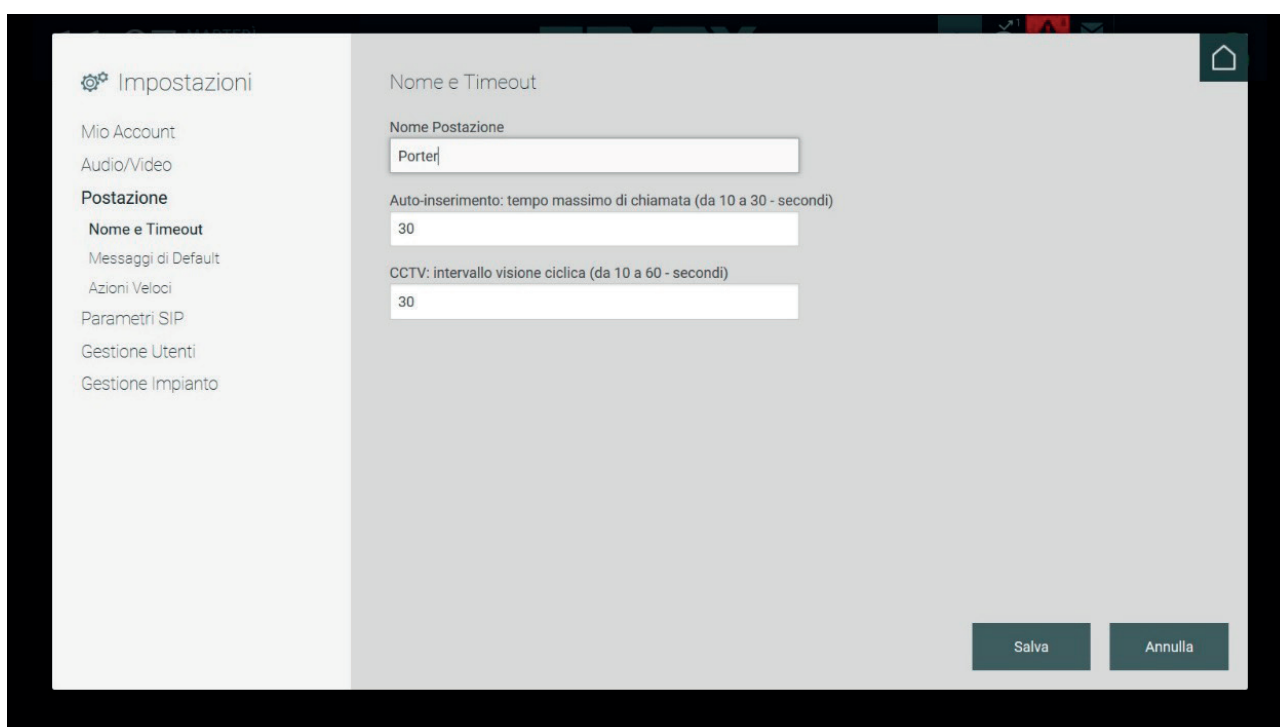 Impostazioni
Mio Account
Audio/Video
Postazione
Nome e Timeout
Messaggi di Default
Azioni Veloci
Parametri SIP
Gestione Utenti
Gestione Impianto
Nome e Timeout
Nome Postazione
Porter
Auto-inserimento: tempo massimo di chiamata (da 10 a 30 - secondi)
30
CCTV: intervallo visione ciclica (da 10 a 60 - secondi)
30
Salva
Annulla